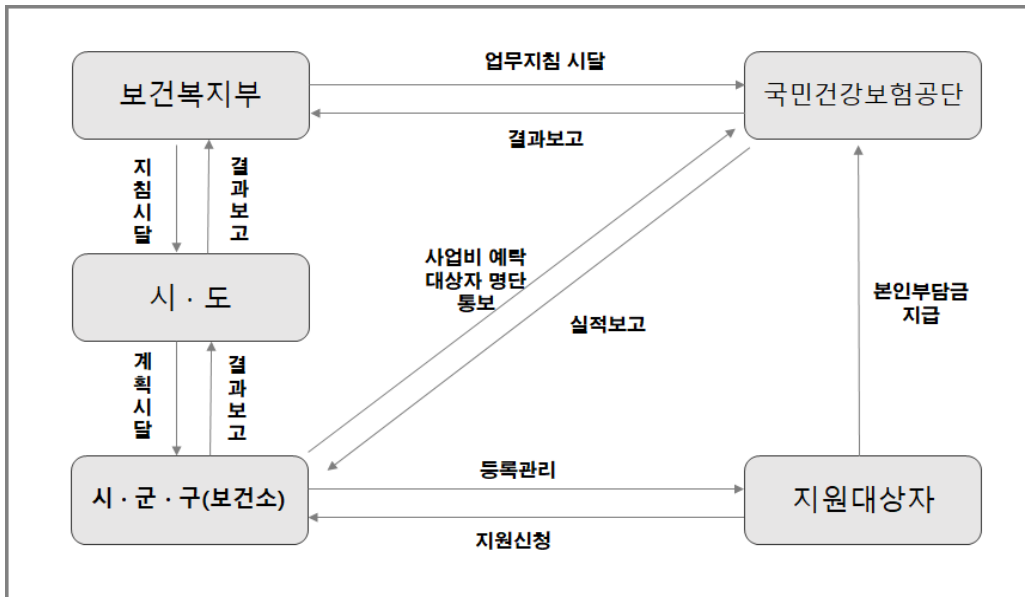 업무지침 시달
보건복지부
국민건강보험공단
결과보고
지침시달
결과보고
사업비 예탁
대상자 명단
통보
시 · 도
본인부담금
지급
실적보고
계획시달
결과보고
등록관리
시 · 군 · 구(보건소)
지원대상자
지원신청